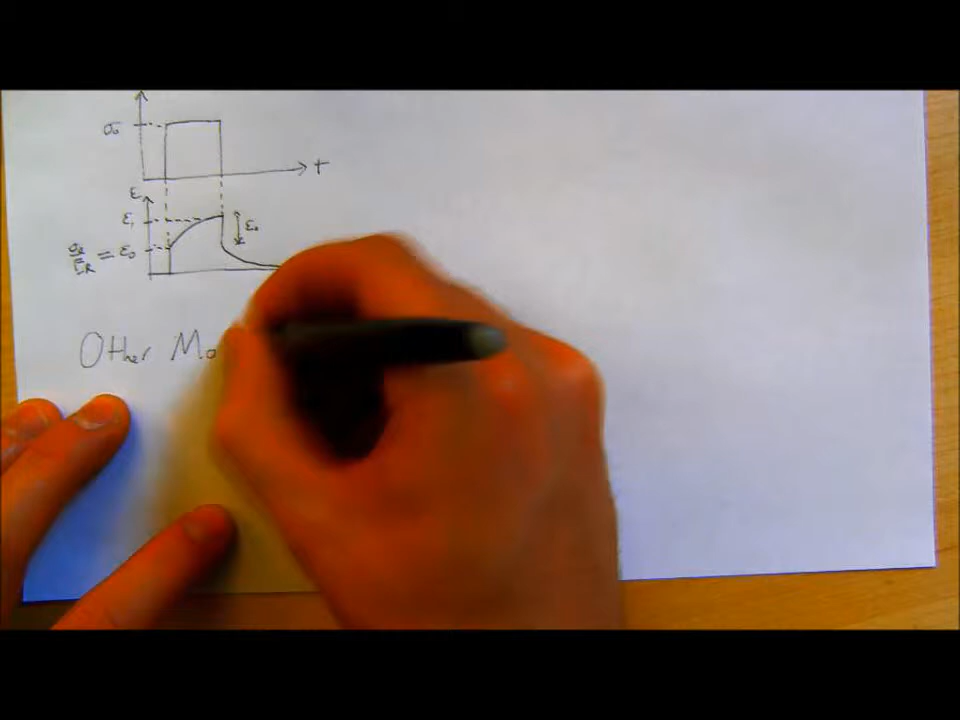 σ₀
t
ε
ε₁
ε₀
σ₀/E_R = ε₀
Other Mo